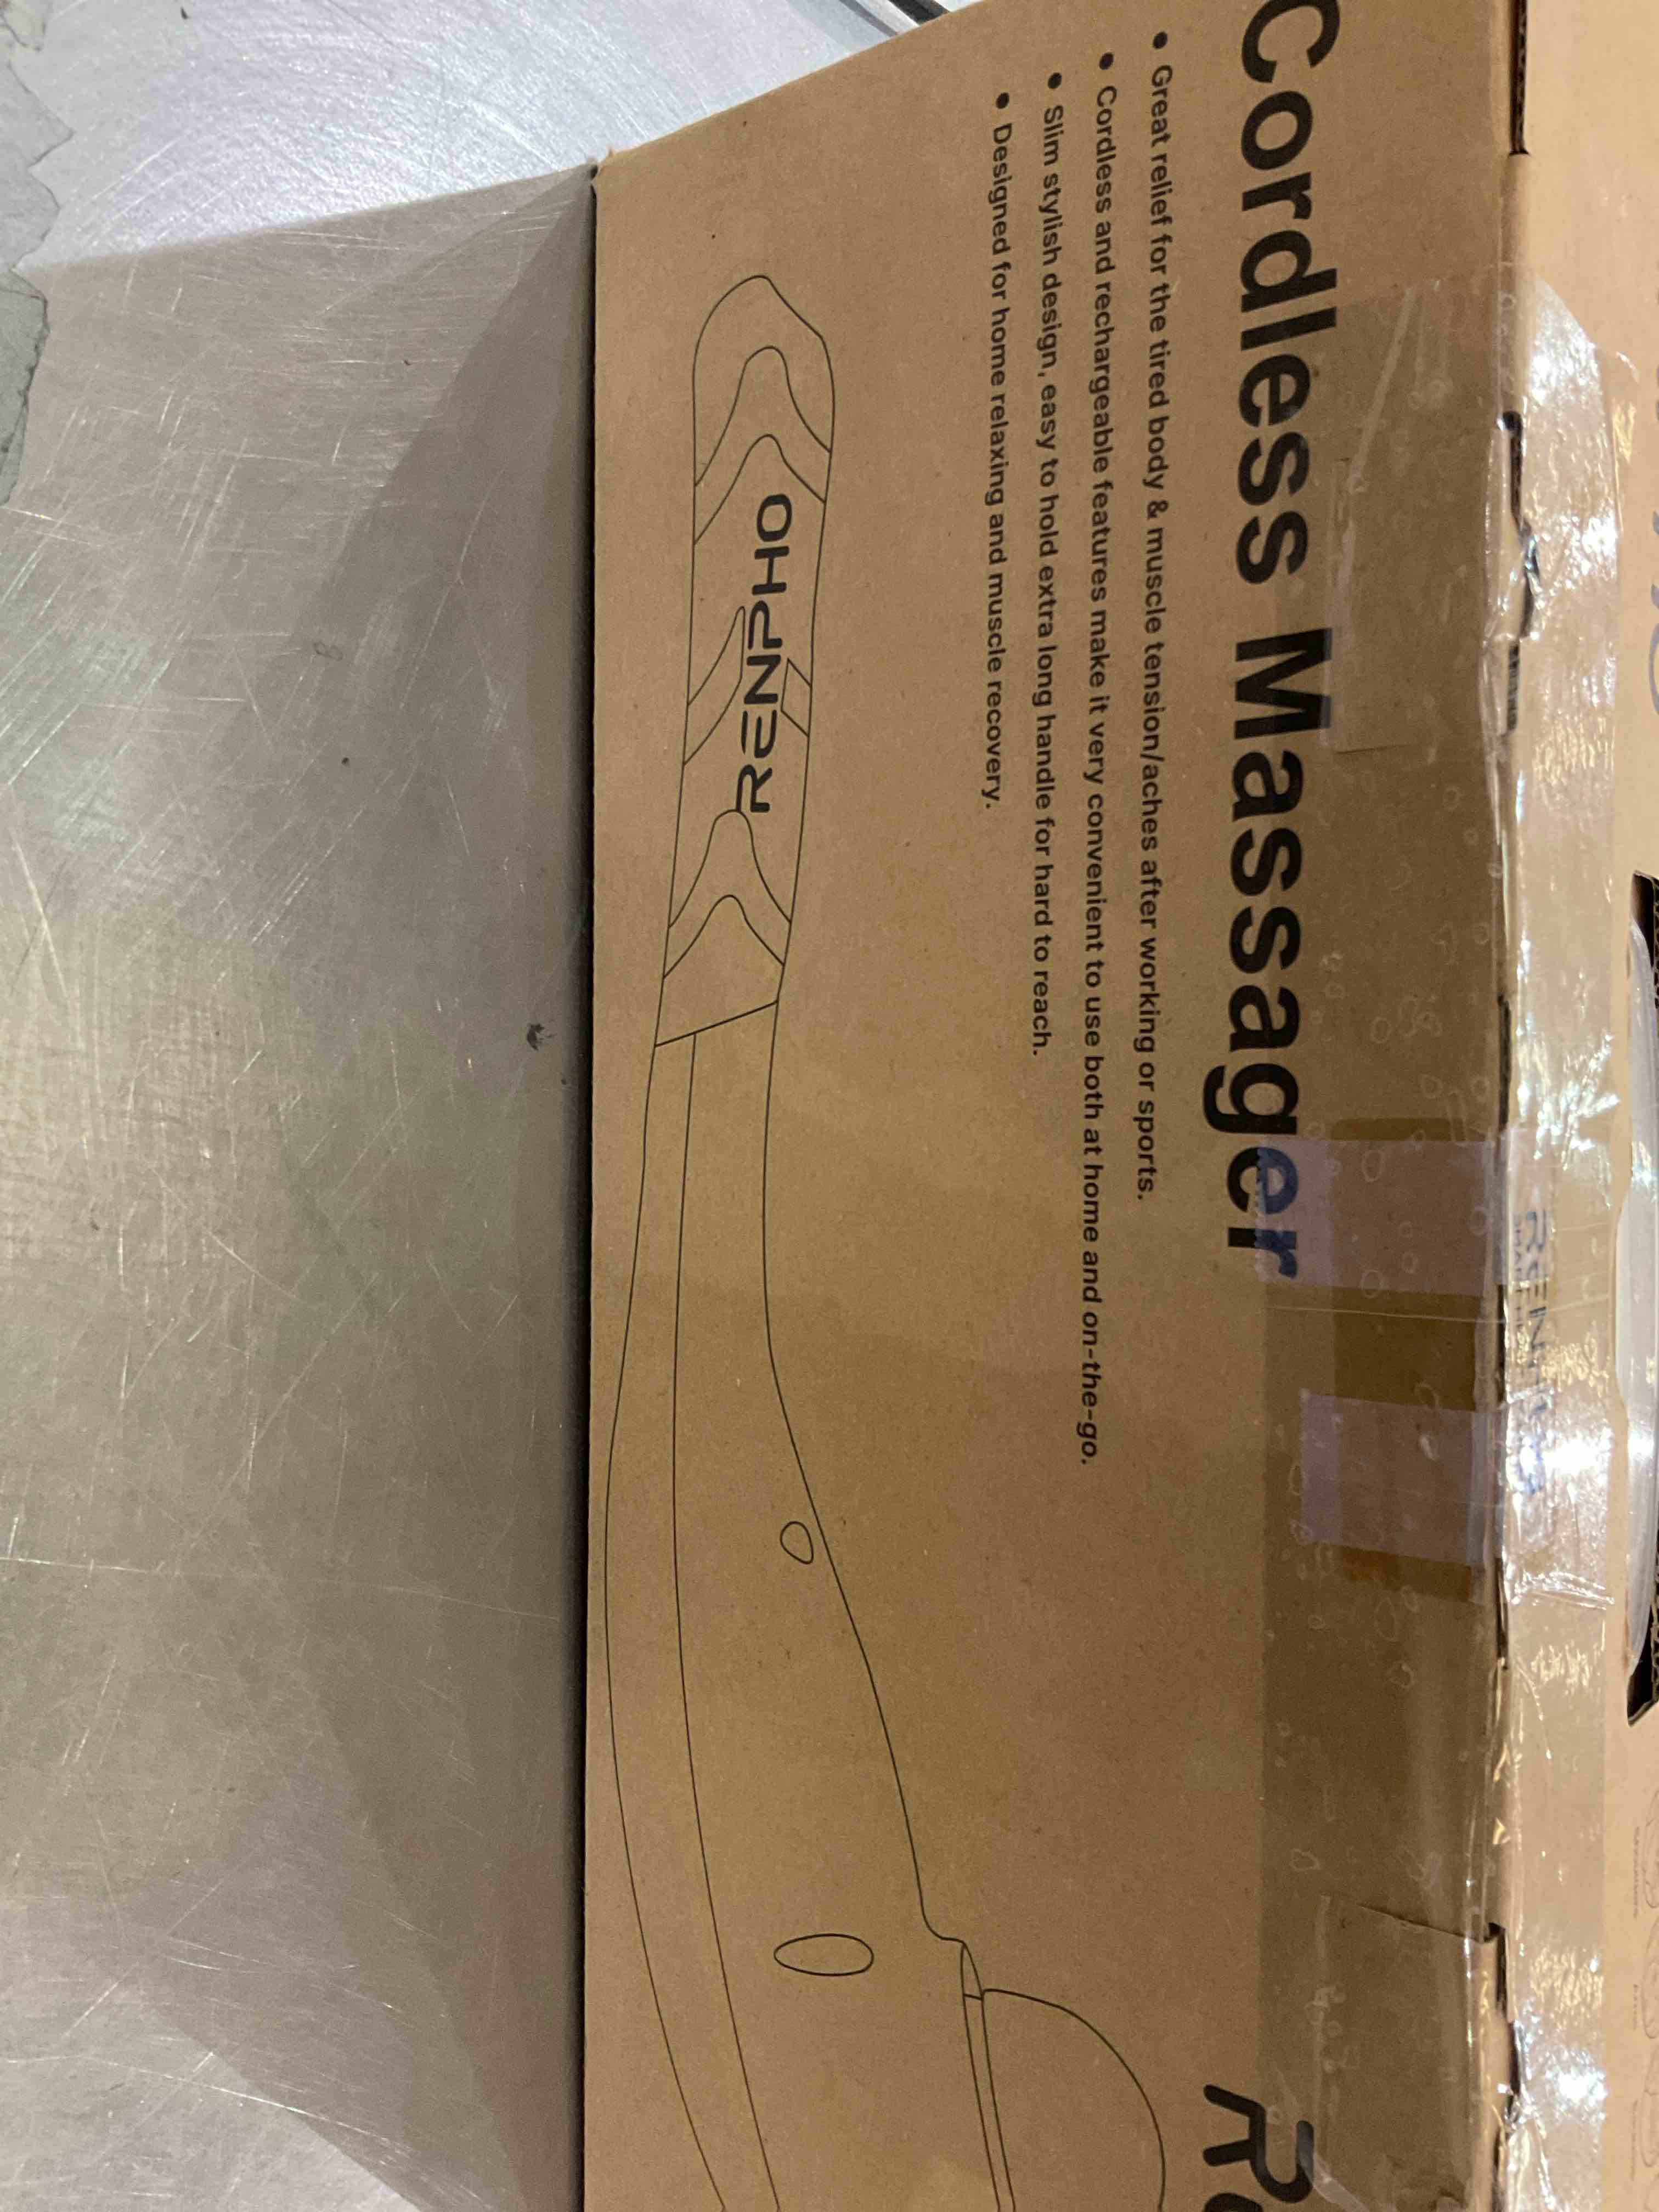 Cordless Massager
• Great relief for the tired body & muscle tension/aches after working or sports.
• Cordless and rechargeable features make it very convenient to use both at home and on-the-go.
• Slim stylish design, easy to hold extra long handle for hard to reach.
• Designed for home relaxing and muscle recovery.
RENPHO